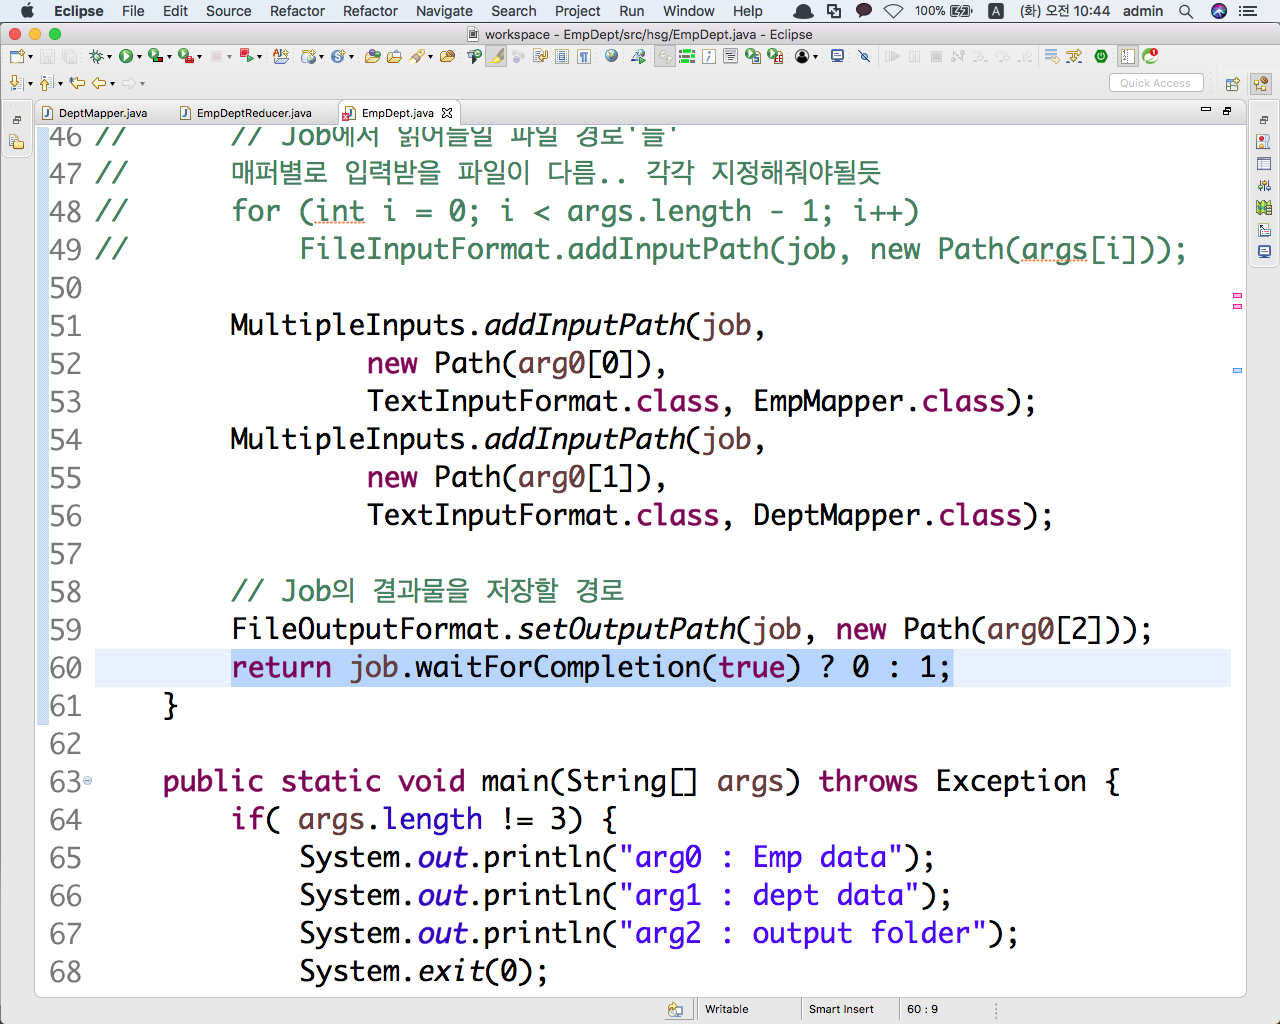 Eclipse File Edit Source Refactor Refactor Navigate Search Project Run Window Help 100% A (화) 오전 10:44 admin
workspace - EmpDept/src/hsg/EmpDept.java - Eclipse
Quick Access
DeptMapper.java EmpDeptReducer.java EmpDept.java
46 // // Job에서 읽어들일 파일 경로'들'
47 // 매퍼별로 입력받을 파일이 다름.. 각각 지정해줘야될듯
48 // for (int i = 0; i < args.length - 1; i++)
49 // FileInputFormat.addInputPath(job, new Path(args[i]));
50
51 MultipleInputs.addInputPath(job,
52 new Path(arg0[0]),
53 TextInputFormat.class, EmpMapper.class);
54 MultipleInputs.addInputPath(job,
55 new Path(arg0[1]),
56 TextInputFormat.class, DeptMapper.class);
57
58 // Job의 결과물을 저장할 경로
59 FileOutputFormat.setOutputPath(job, new Path(arg0[2]));
60 return job.waitForCompletion(true) ? 0 : 1;
61 }
62
63 public static void main(String[] args) throws Exception {
64 if( args.length != 3) {
65 System.out.println("arg0 : Emp data");
66 System.out.println("arg1 : dept data");
67 System.out.println("arg2 : output folder");
68 System.exit(0);
Writable Smart Insert 60 : 9